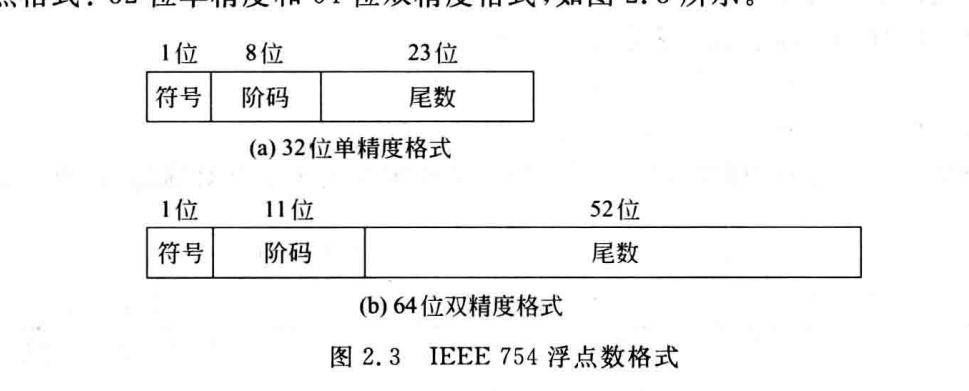 点格式：32 位单精度和 64 位双精度格式,如图 2.3 所示。
1位 8位 23位
符号 阶码 尾数
(a) 32位单精度格式
1位 11位 52位
符号 阶码 尾数
(b) 64位双精度格式
图 2.3 IEEE 754 浮点数格式